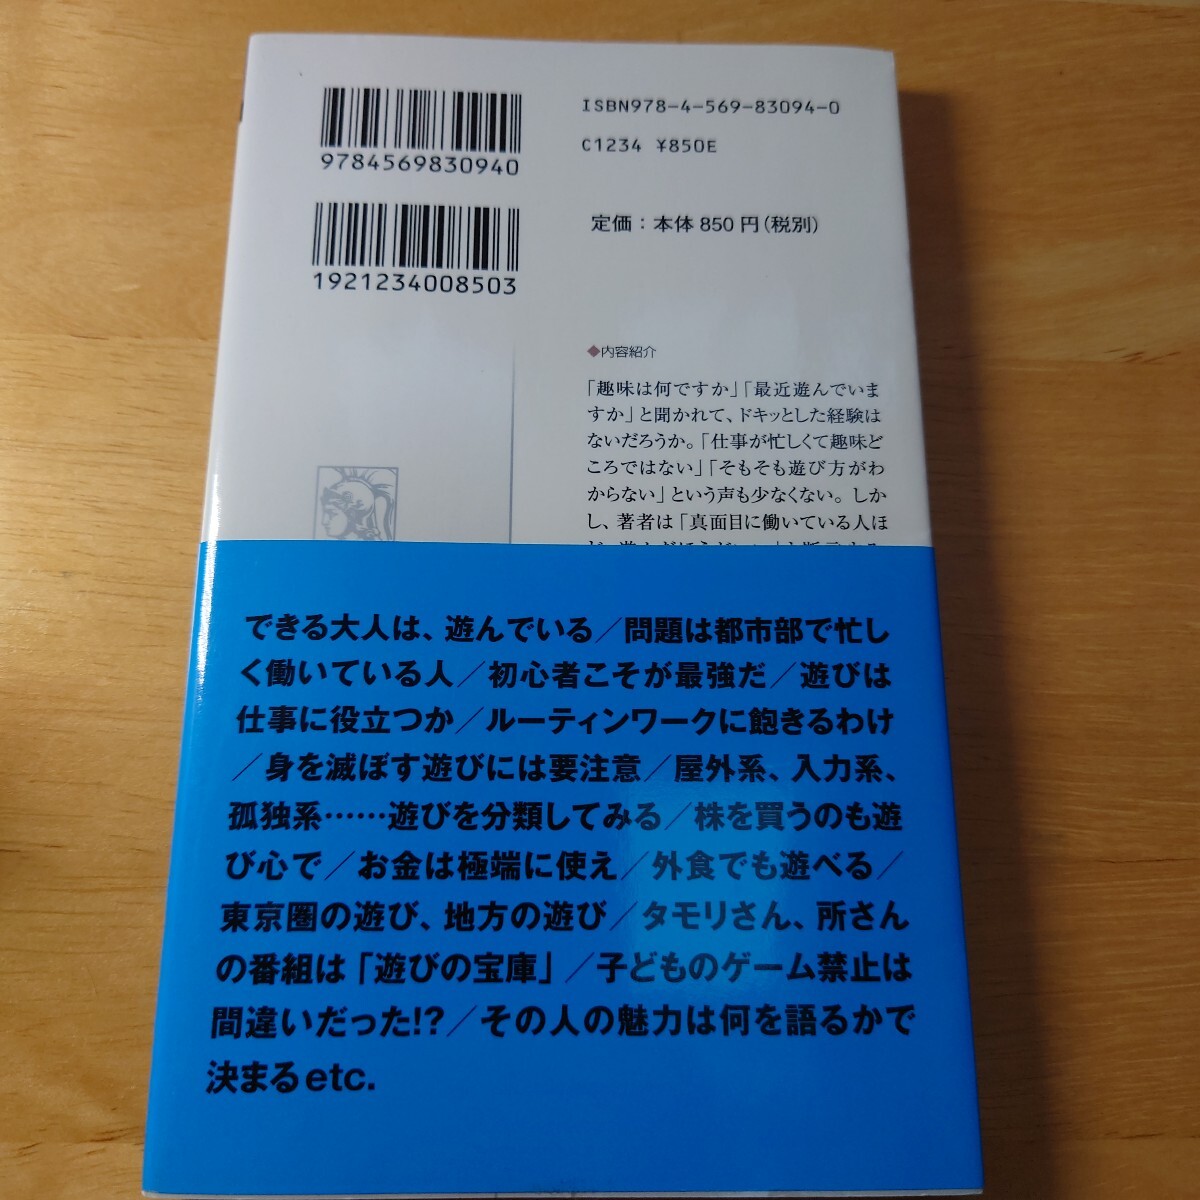 ISBN978-4-569-83094-0
C1234 ¥850E
9784569830940
定価：本体850円（税別）
1921234008503
◆内容紹介
「趣味は何ですか」「最近遊んでいま
すか」と聞かれて、ドキッとした経験は
ないだろうか。「仕事が忙しくて趣味ど
ころではない」「そもそも遊び方がわ
からない」という声も少なくない。しか
し、著者は「真面目に働いている人ほ
できる大人は、遊んでいる／問題は都市部で忙し
く働いている人／初心者こそが最強だ／遊びは
仕事に役立つか／ルーティンワークに飽きるわけ
／身を滅ぼす遊びには要注意／屋外系、入力系、
孤独系……遊びを分類してみる／株を買うのも遊
び心で／お金は極端に使え／外食でも遊べる／
東京圏の遊び、地方の遊び／タモリさん、所さん
の番組は「遊びの宝庫」／子どものゲーム禁止は
間違いだった!?／その人の魅力は何を語るかで
決まるetc.